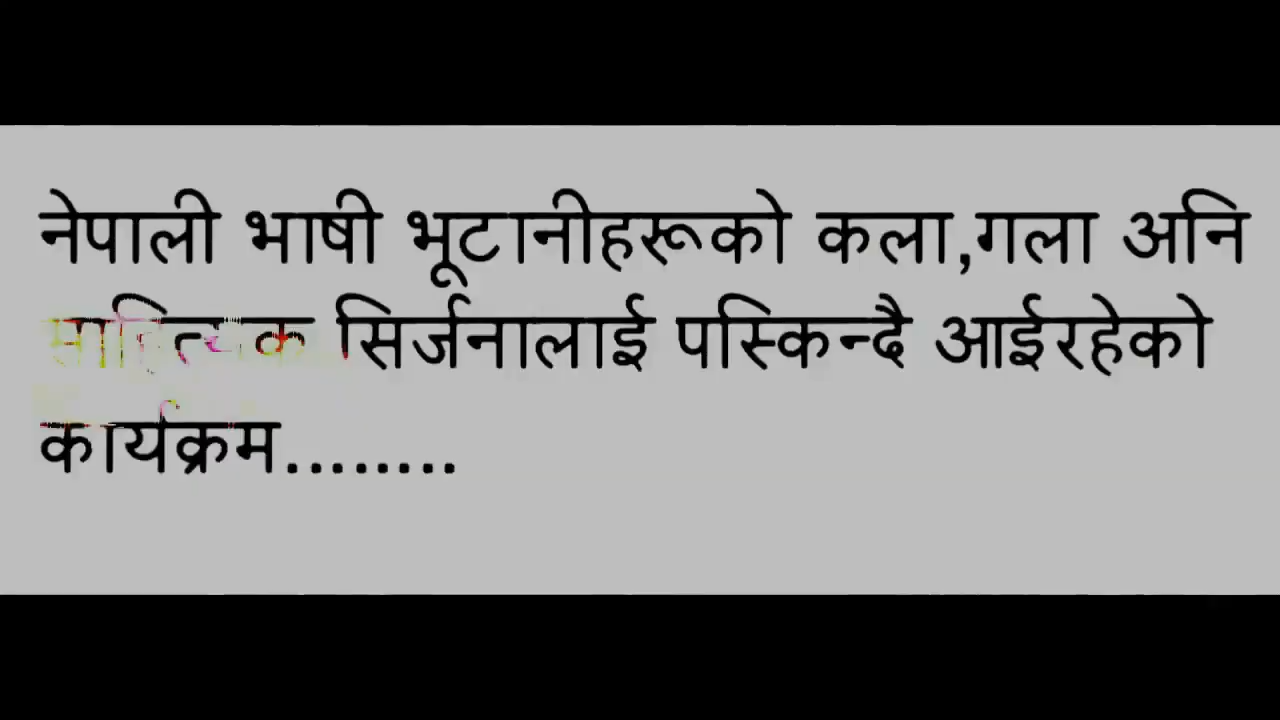 नेपाली भाषी भूटानीहरूको कला,गला अनि
सिर्जनालाई पस्किन्दै आईरहेको
कार्यक्रम........